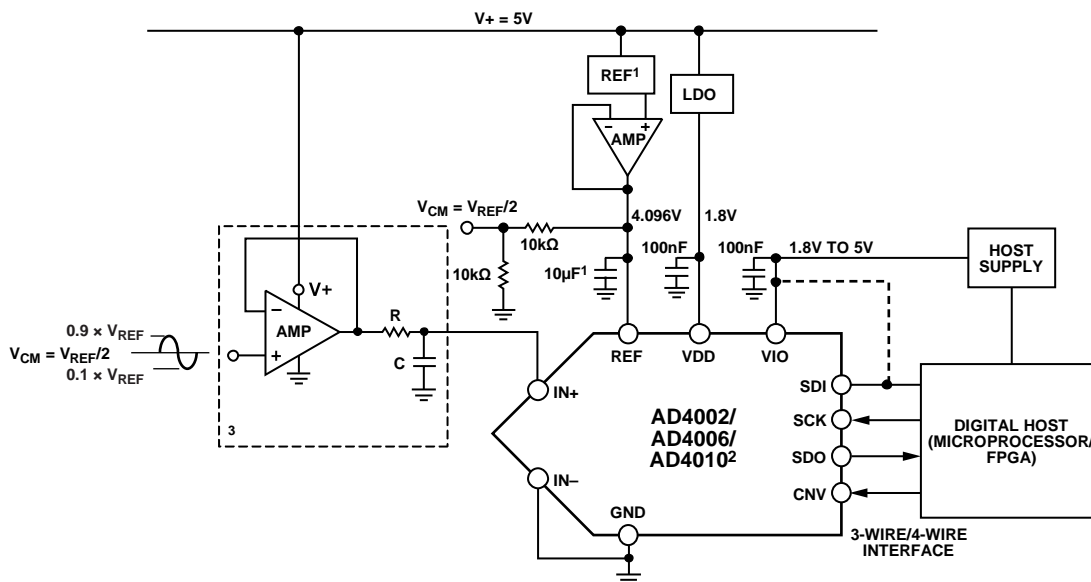 V+ = 5V
REF1
LDO
AMP
VCM = VREF/2
10kΩ
10kΩ
4.096V
1.8V
100nF
100nF
1.8V TO 5V
HOST
SUPPLY
10µF1
V+
AMP
R
C
3
0.9 × VREF
VCM = VREF/2
0.1 × VREF
REF
VDD
VIO
IN+
IN–
AD4002/
AD4006/
AD40102
GND
SDI
SCK
SDO
CNV
DIGITAL HOST
(MICROPROCESSOR/
FPGA)
3-WIRE/4-WIRE
INTERFACE